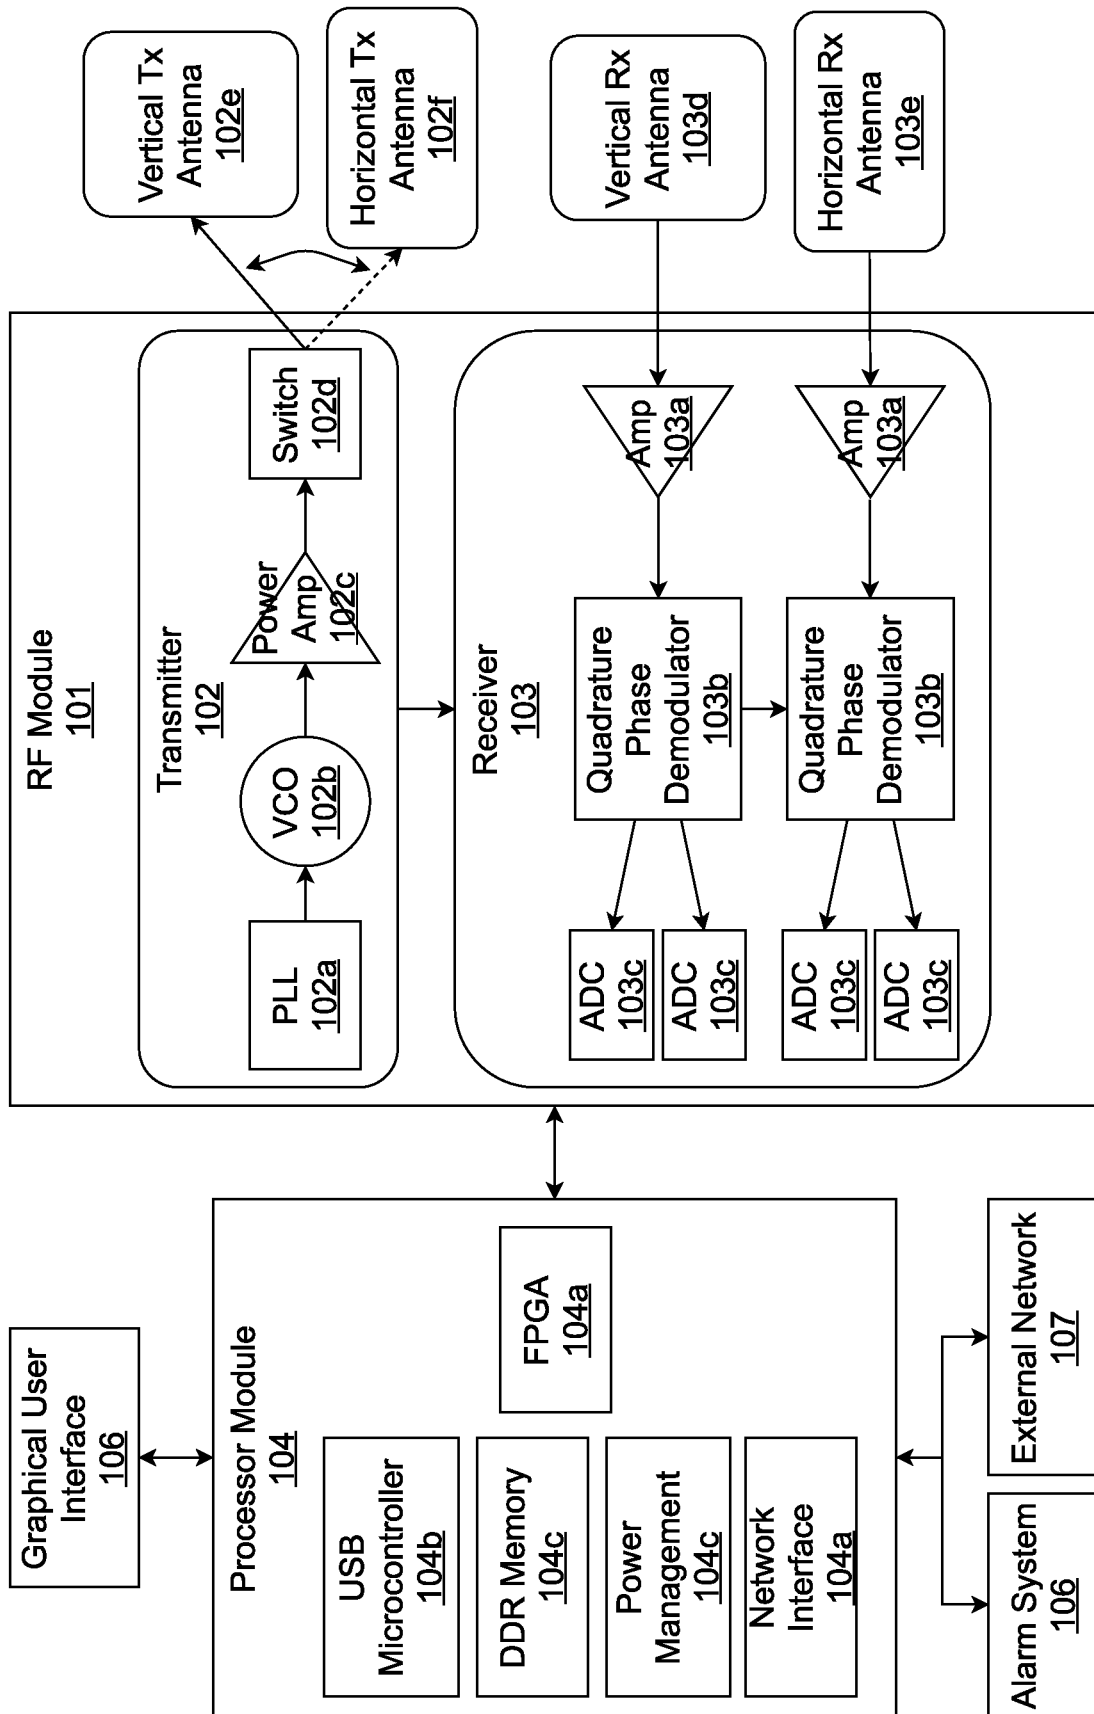 Graphical User
Interface
106
Processor Module
104
USB
Microcontroller
104b
DDR Memory
104c
Power
Management
104c
Network
Interface
104a
FPGA
104a
Alarm System
106
External Network
107
RF Module
101
Transmitter
102
PLL
102a
VCO
102b
Power
Amp
102c
Switch
102d
Receiver
103
ADC
103c
ADC
103c
ADC
103c
ADC
103c
Quadrature
Phase
Demodulator
103b
Quadrature
Phase
Demodulator
103b
Amp
103a
Amp
103a
Vertical Tx
Antenna
102e
Horizontal Tx
Antenna
102f
Vertical Rx
Antenna
103d
Horizontal Rx
Antenna
103e